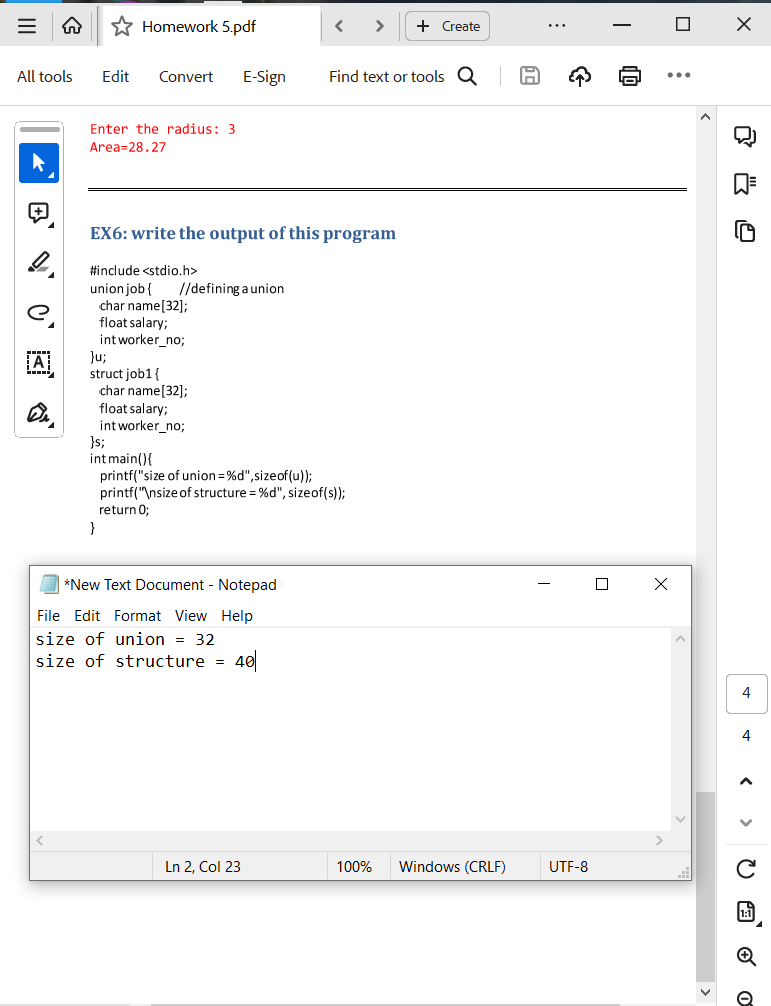 Homework 5.pdf
+ Create
All tools Edit Convert E-Sign Find text or tools
Enter the radius: 3
Area=28.27
EX6: write the output of this program
#include <stdio.h>
union job { //defining a union
char name[32];
float salary;
int worker_no;
}u;
struct job1 {
char name[32];
float salary;
int worker_no;
}s;
int main(){
printf("size of union = %d",sizeof(u));
printf("\nsize of structure = %d", sizeof(s));
return 0;
}
*New Text Document - Notepad
File Edit Format View Help
size of union = 32
size of structure = 40
Ln 2, Col 23 100% Windows (CRLF) UTF-8
4
4
1:1